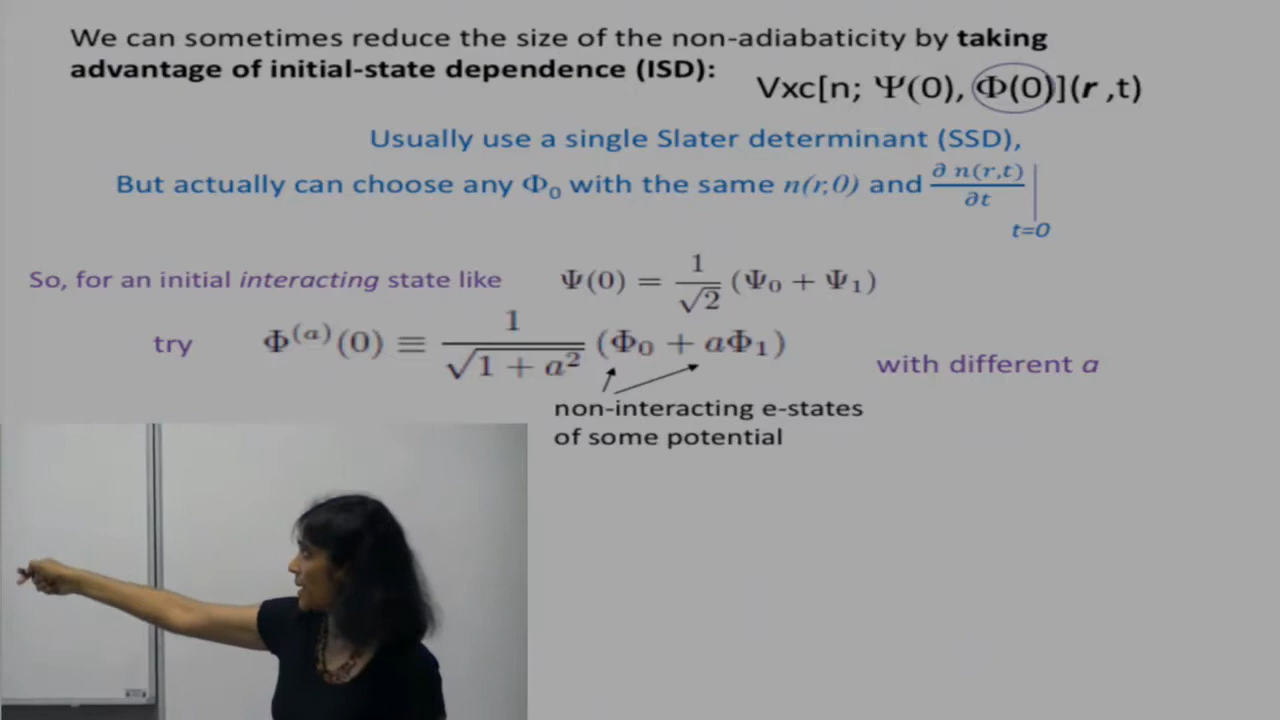 We can sometimes reduce the size of the non-adiabaticity by taking
advantage of initial-state dependence (ISD):
Vxc[n; Ψ(0), Φ(0)](r ,t)
Usually use a single Slater determinant (SSD),
But actually can choose any Φ₀ with the same n(r,0) and ∂ n(r,t)/∂t |t=0
So, for an initial interacting state like Ψ(0) = 1/√2 (Ψ₀ + Ψ₁)
try Φ⁽ᵃ⁾(0) ≡ 1/√1 + a² (Φ₀ + aΦ₁) with different a
non-interacting e-states
of some potential